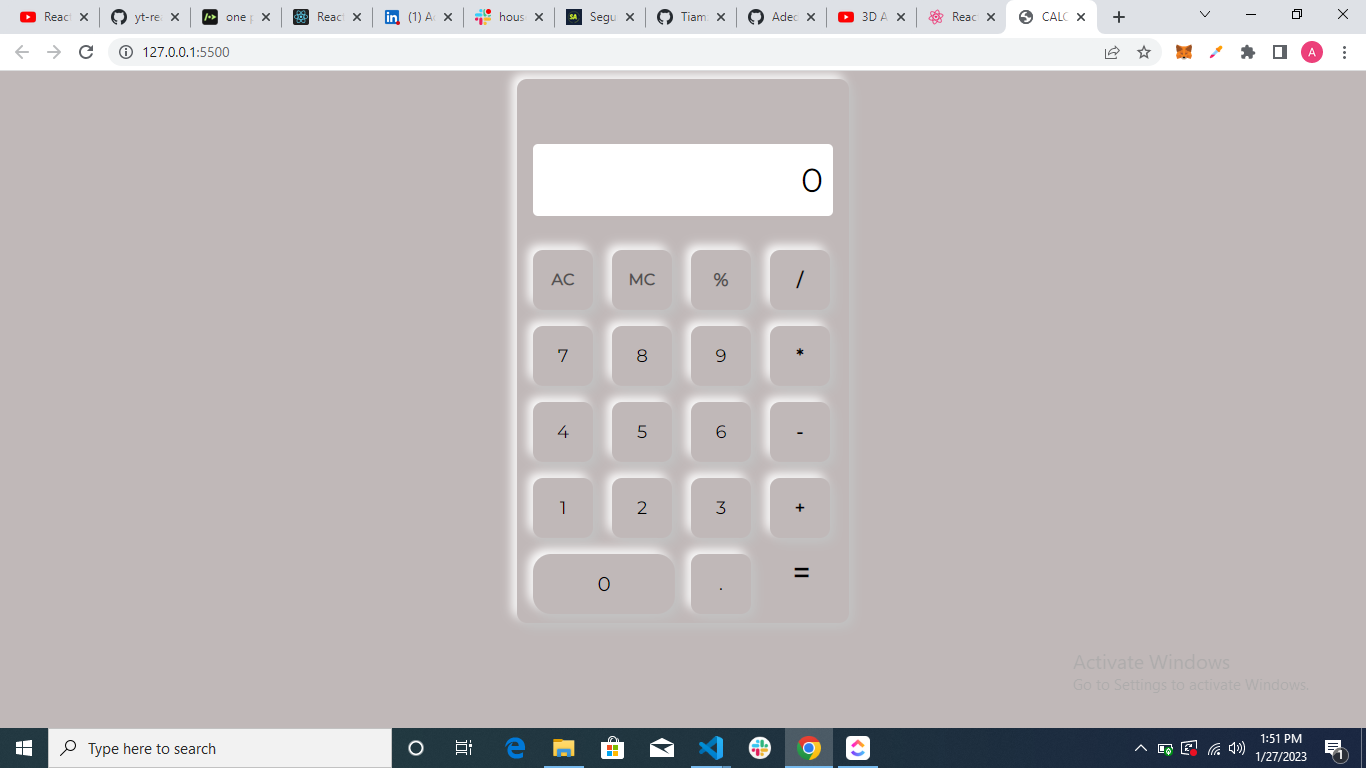 React
yt-rea
one p
React
(1) A
hous
Segu
Tiam
Adec
3D A
Reac
CALC
127.0.0.1:5500
A
0
AC MC % /
7 8 9 *
4 5 6 -
1 2 3 +
0 . =
Activate Windows
Go to Settings to activate Windows.
Type here to search
1:51 PM
1/27/2023
1